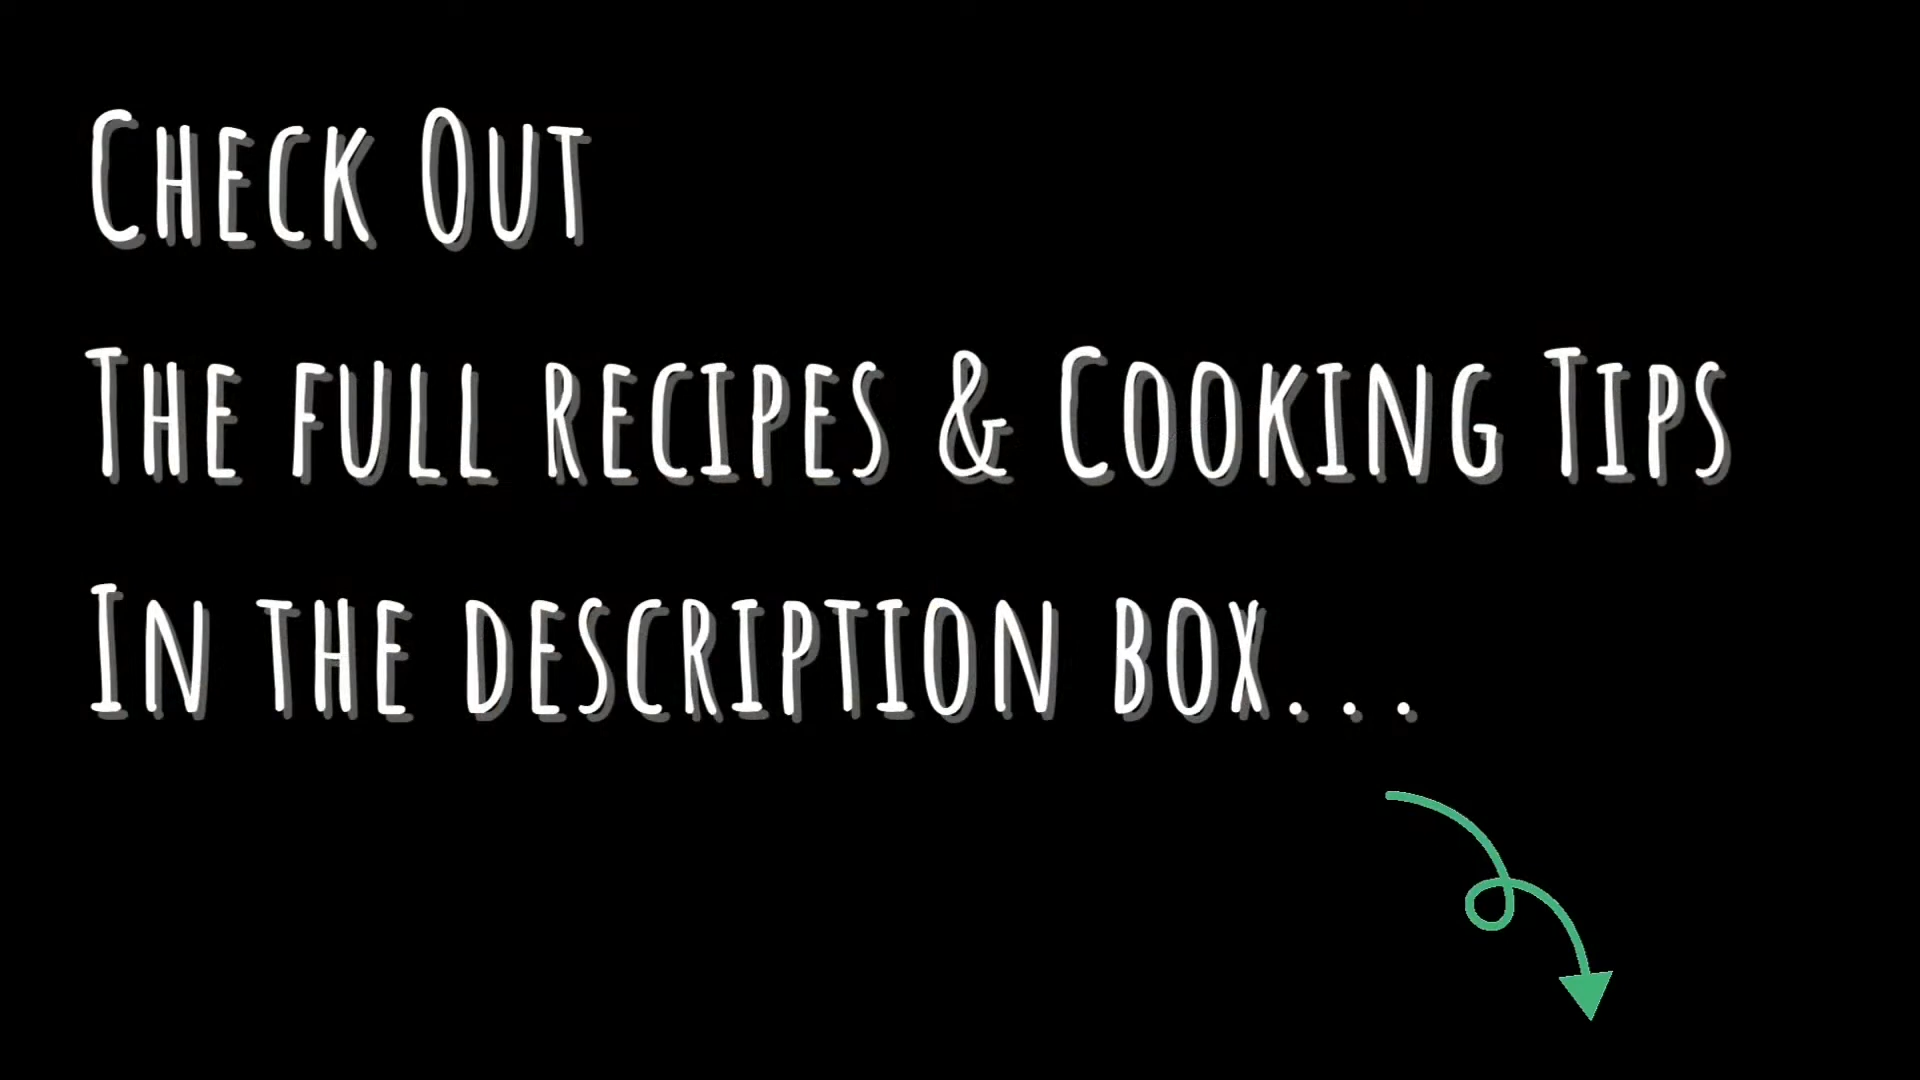 Check Out
The full recipes & Cooking Tips
In the description box...